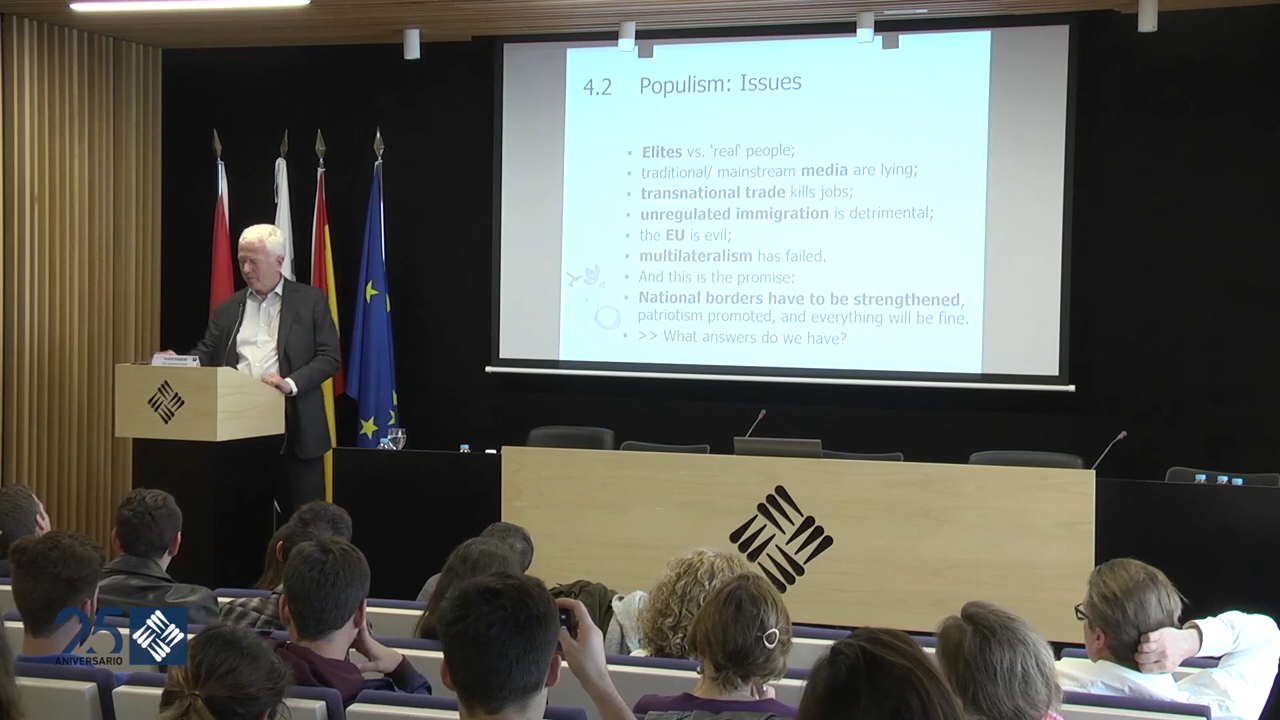 4.2 Populism: Issues
▪ Elites vs. 'real' people;
▪ traditional/ mainstream media are lying;
▪ transnational trade kills jobs;
▪ unregulated immigration is detrimental;
▪ the EU is evil;
▪ multilateralism has failed.
▪ And this is the promise:
▪ National borders have to be strengthened,
patriotism promoted, and everything will be fine.
▪ >> What answers do we have?
25
ANIVERSARIO